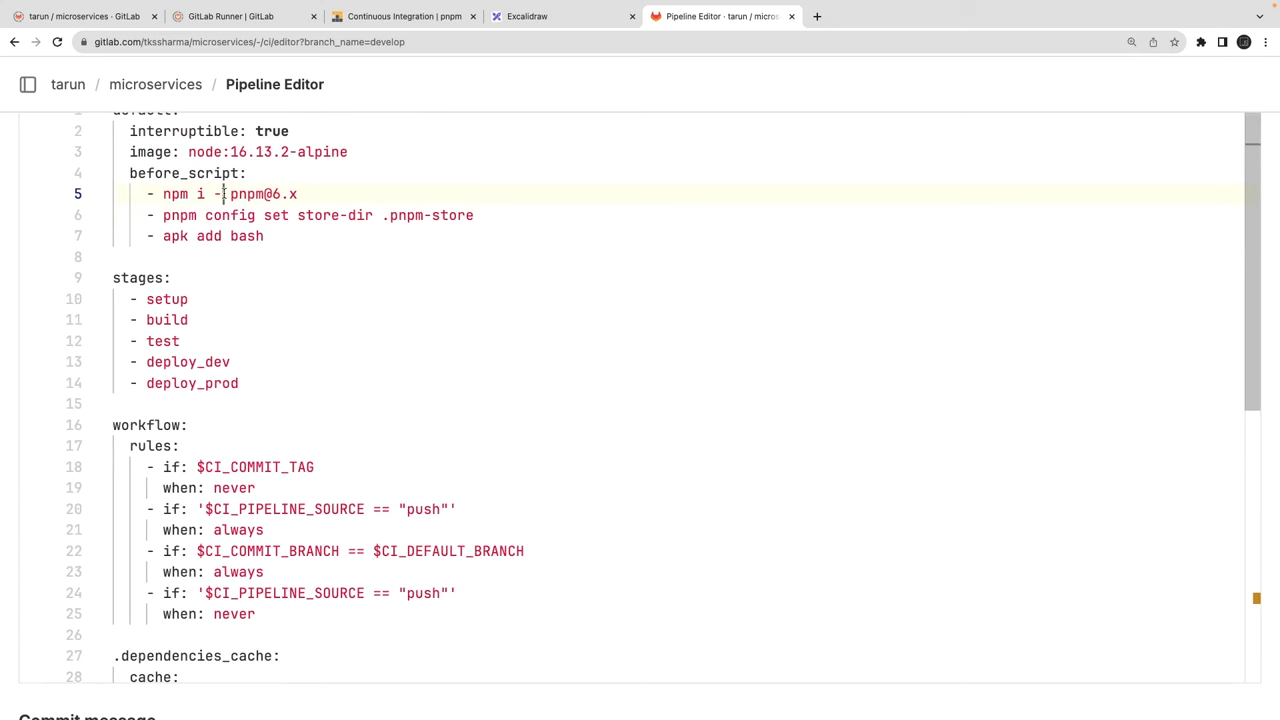 tarun / microservices · GitLab
GitLab Runner | GitLab
Continuous Integration | pnpm
Excalidraw
Pipeline Editor · tarun / micros
gitlab.com/tkssharma/microservices/-/ci/editor?branch_name=develop
tarun / microservices / Pipeline Editor
1 default:
2 interruptible: true
3 image: node:16.13.2-alpine
4 before_script:
5 - npm i - pnpm@6.x
6 - pnpm config set store-dir .pnpm-store
7 - apk add bash
8
9 stages:
10 - setup
11 - build
12 - test
13 - deploy_dev
14 - deploy_prod
15
16 workflow:
17 rules:
18 - if: $CI_COMMIT_TAG
19 when: never
20 - if: '$CI_PIPELINE_SOURCE == "push"'
21 when: always
22 - if: $CI_COMMIT_BRANCH == $CI_DEFAULT_BRANCH
23 when: always
24 - if: '$CI_PIPELINE_SOURCE == "push"'
25 when: never
26
27 .dependencies_cache:
28 cache:
Commit message